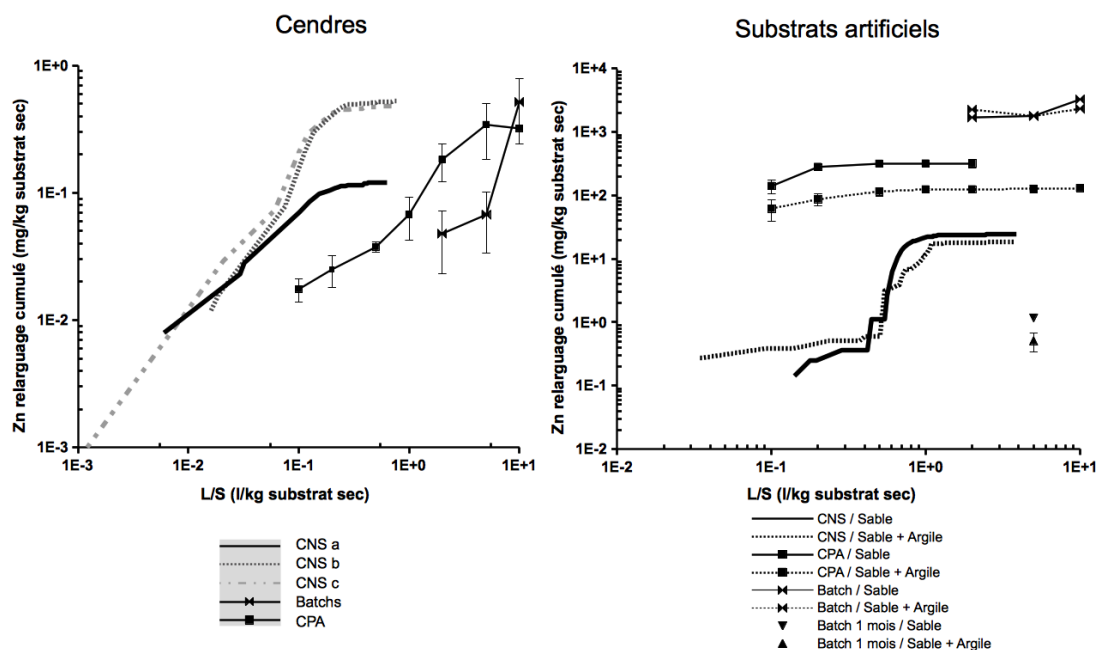 Cendres
Substrats artificiels
Zn relarguage cumulé (mg/kg substrat sec)
1E+0
1E-1
1E-2
1E-3
1E-3
1E-2
1E-1
1E+0
1E+1
L/S (l/kg substrat sec)
CNS a
CNS b
CNS c
Batchs
CPA
Zn relarguage cumulé (mg/kg substrat sec)
1E+4
1E+3
1E+2
1E+1
1E+0
1E-1
1E-2
1E-2
1E-1
1E+0
1E+1
L/S (l/kg substrat sec)
CNS / Sable
CNS / Sable + Argile
CPA / Sable
CPA / Sable + Argile
Batch / Sable
Batch / Sable + Argile
Batch 1 mois / Sable
Batch 1 mois / Sable + Argile